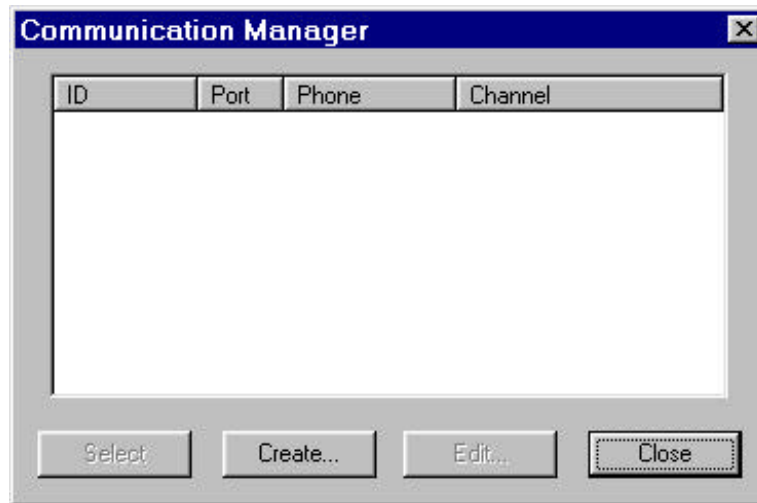 Communication Manager
ID Port Phone Channel
Select Create... Edit... Close